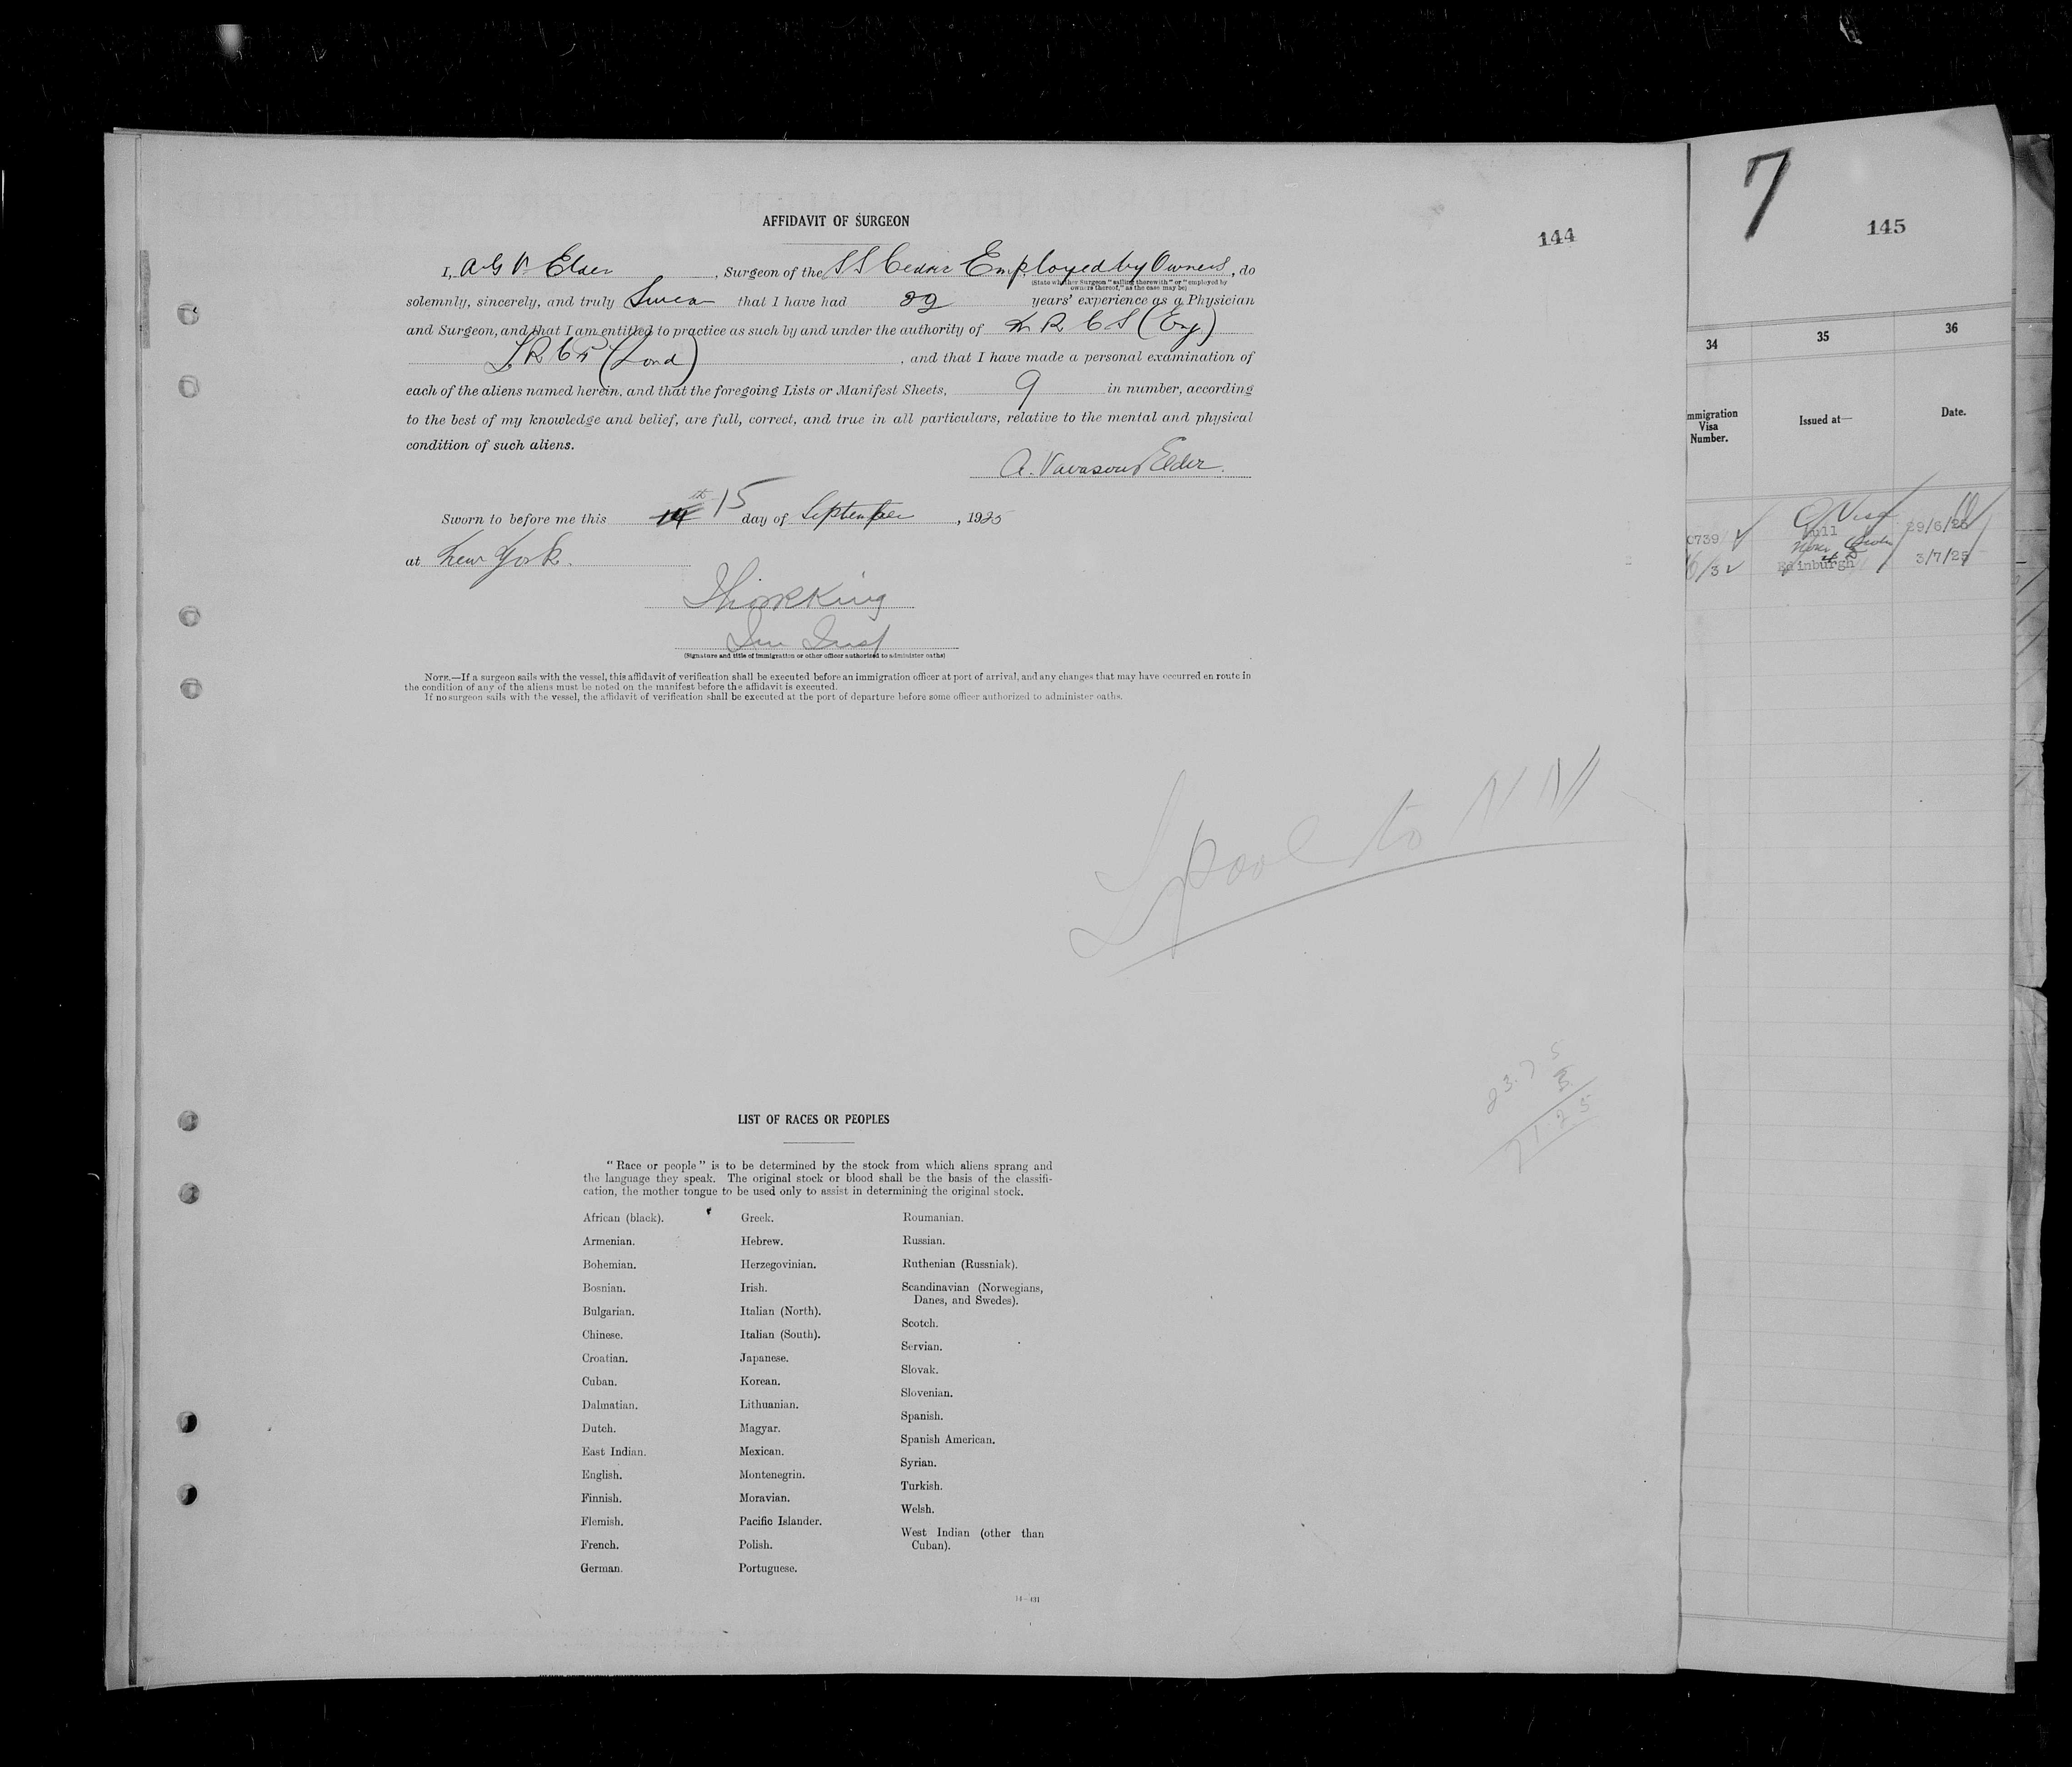 AFFIDAVIT OF SURGEON
144
I, A G V Elder, Surgeon of the SS Cedric Employed by Owners, do
(State whether Surgeon "sailing therewith" or "employed by
owners thereof," as the case may be)
solemnly, sincerely, and truly Swear that I have had 29 years' experience as a Physician
and Surgeon, and that I am entitled to practice as such by and under the authority of M R C S (Eng)
L R C P (Lond), and that I have made a personal examination of
each of the aliens named herein, and that the foregoing Lists or Manifest Sheets, 9 in number, according
to the best of my knowledge and belief, are full, correct, and true in all particulars, relative to the mental and physical
condition of such aliens.
A. Vavasour Elder.
Sworn to before me this 14th 15 day of September, 1925
at New York.
King
Imm Insp
(Signature and title of immigration or other officer authorized to administer oaths)
NOTE.—If a surgeon sails with the vessel, this affidavit of verification shall be executed before an immigration officer at port of arrival, and any changes that may have occurred en route in
the condition of any of the aliens must be noted on the manifest before the affidavit is executed.
If no surgeon sails with the vessel, the affidavit of verification shall be executed at the port of departure before some officer authorized to administer oaths.
L'pool to NY
23.75
3
71.25
LIST OF RACES OR PEOPLES
"Race or people" is to be determined by the stock from which aliens sprang and
the language they speak. The original stock or blood shall be the basis of the classifi-
cation, the mother tongue to be used only to assist in determining the original stock.
African (black).
Armenian.
Bohemian.
Bosnian.
Bulgarian.
Chinese.
Croatian.
Cuban.
Dalmatian.
Dutch.
East Indian.
English.
Finnish.
Flemish.
French.
German.
Greek.
Hebrew.
Herzegovinian.
Irish.
Italian (North).
Italian (South).
Japanese.
Korean.
Lithuanian.
Magyar.
Mexican.
Montenegrin.
Moravian.
Pacific Islander.
Polish.
Portuguese.
Roumanian.
Russian.
Ruthenian (Russniak).
Scandinavian (Norwegians,
Danes, and Swedes).
Scotch.
Servian.
Slovak.
Slovenian.
Spanish.
Spanish American.
Syrian.
Turkish.
Welsh.
West Indian (other than
Cuban).
7
145
34 35 36
mmigration
Visa
Number.
Issued at—
Date.
0739 Hull 29/6/25
Edinburgh 3/7/25